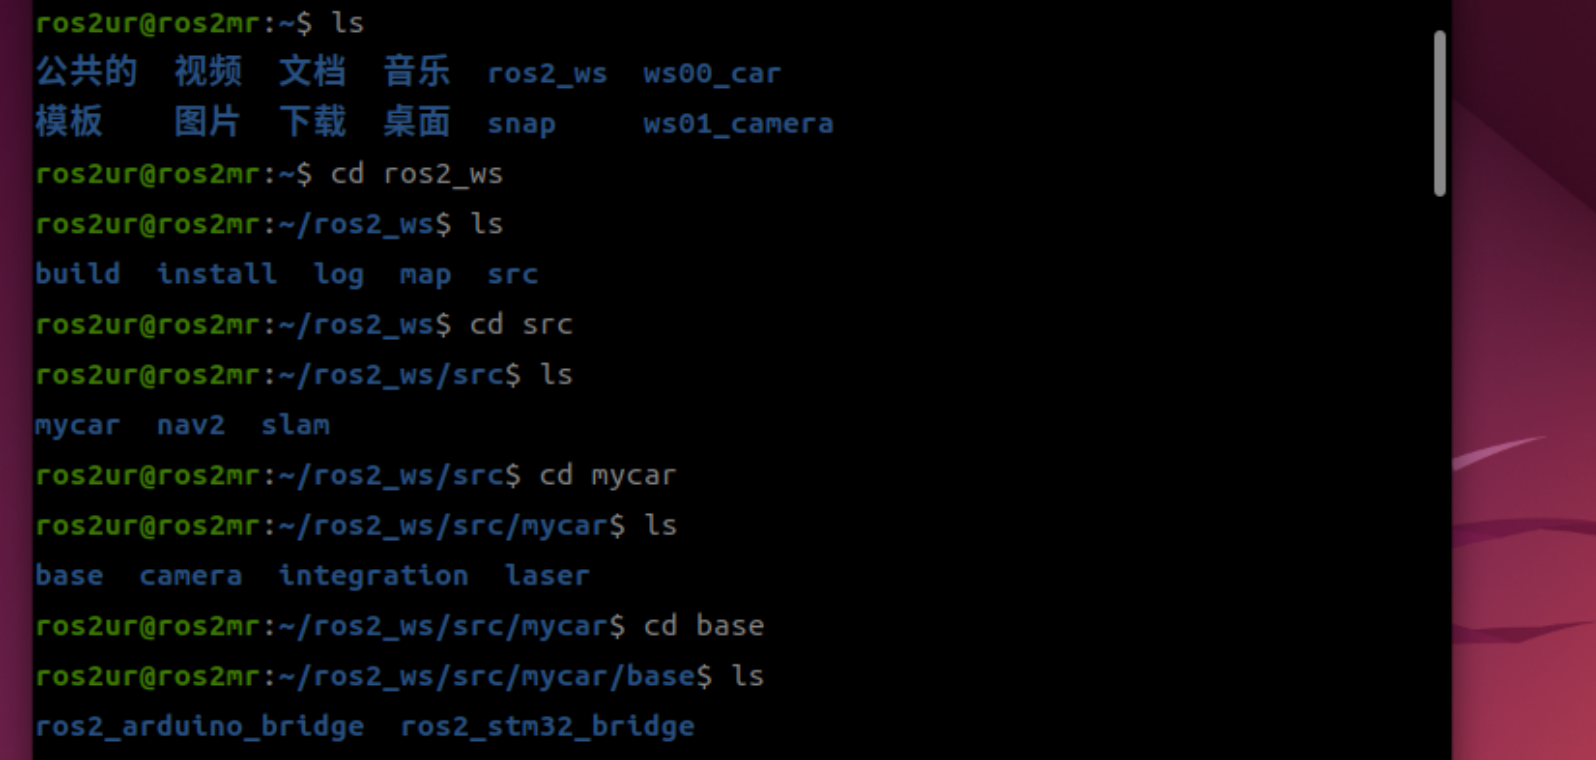 ros2ur@ros2mr:~$ ls
公共的  视频  文档  音乐  ros2_ws  ws00_car
模板    图片  下载  桌面  snap     ws01_camera
ros2ur@ros2mr:~$ cd ros2_ws
ros2ur@ros2mr:~/ros2_ws$ ls
build  install  log  map  src
ros2ur@ros2mr:~/ros2_ws$ cd src
ros2ur@ros2mr:~/ros2_ws/src$ ls
mycar  nav2  slam
ros2ur@ros2mr:~/ros2_ws/src$ cd mycar
ros2ur@ros2mr:~/ros2_ws/src/mycar$ ls
base  camera  integration  laser
ros2ur@ros2mr:~/ros2_ws/src/mycar$ cd base
ros2ur@ros2mr:~/ros2_ws/src/mycar/base$ ls
ros2_arduino_bridge  ros2_stm32_bridge